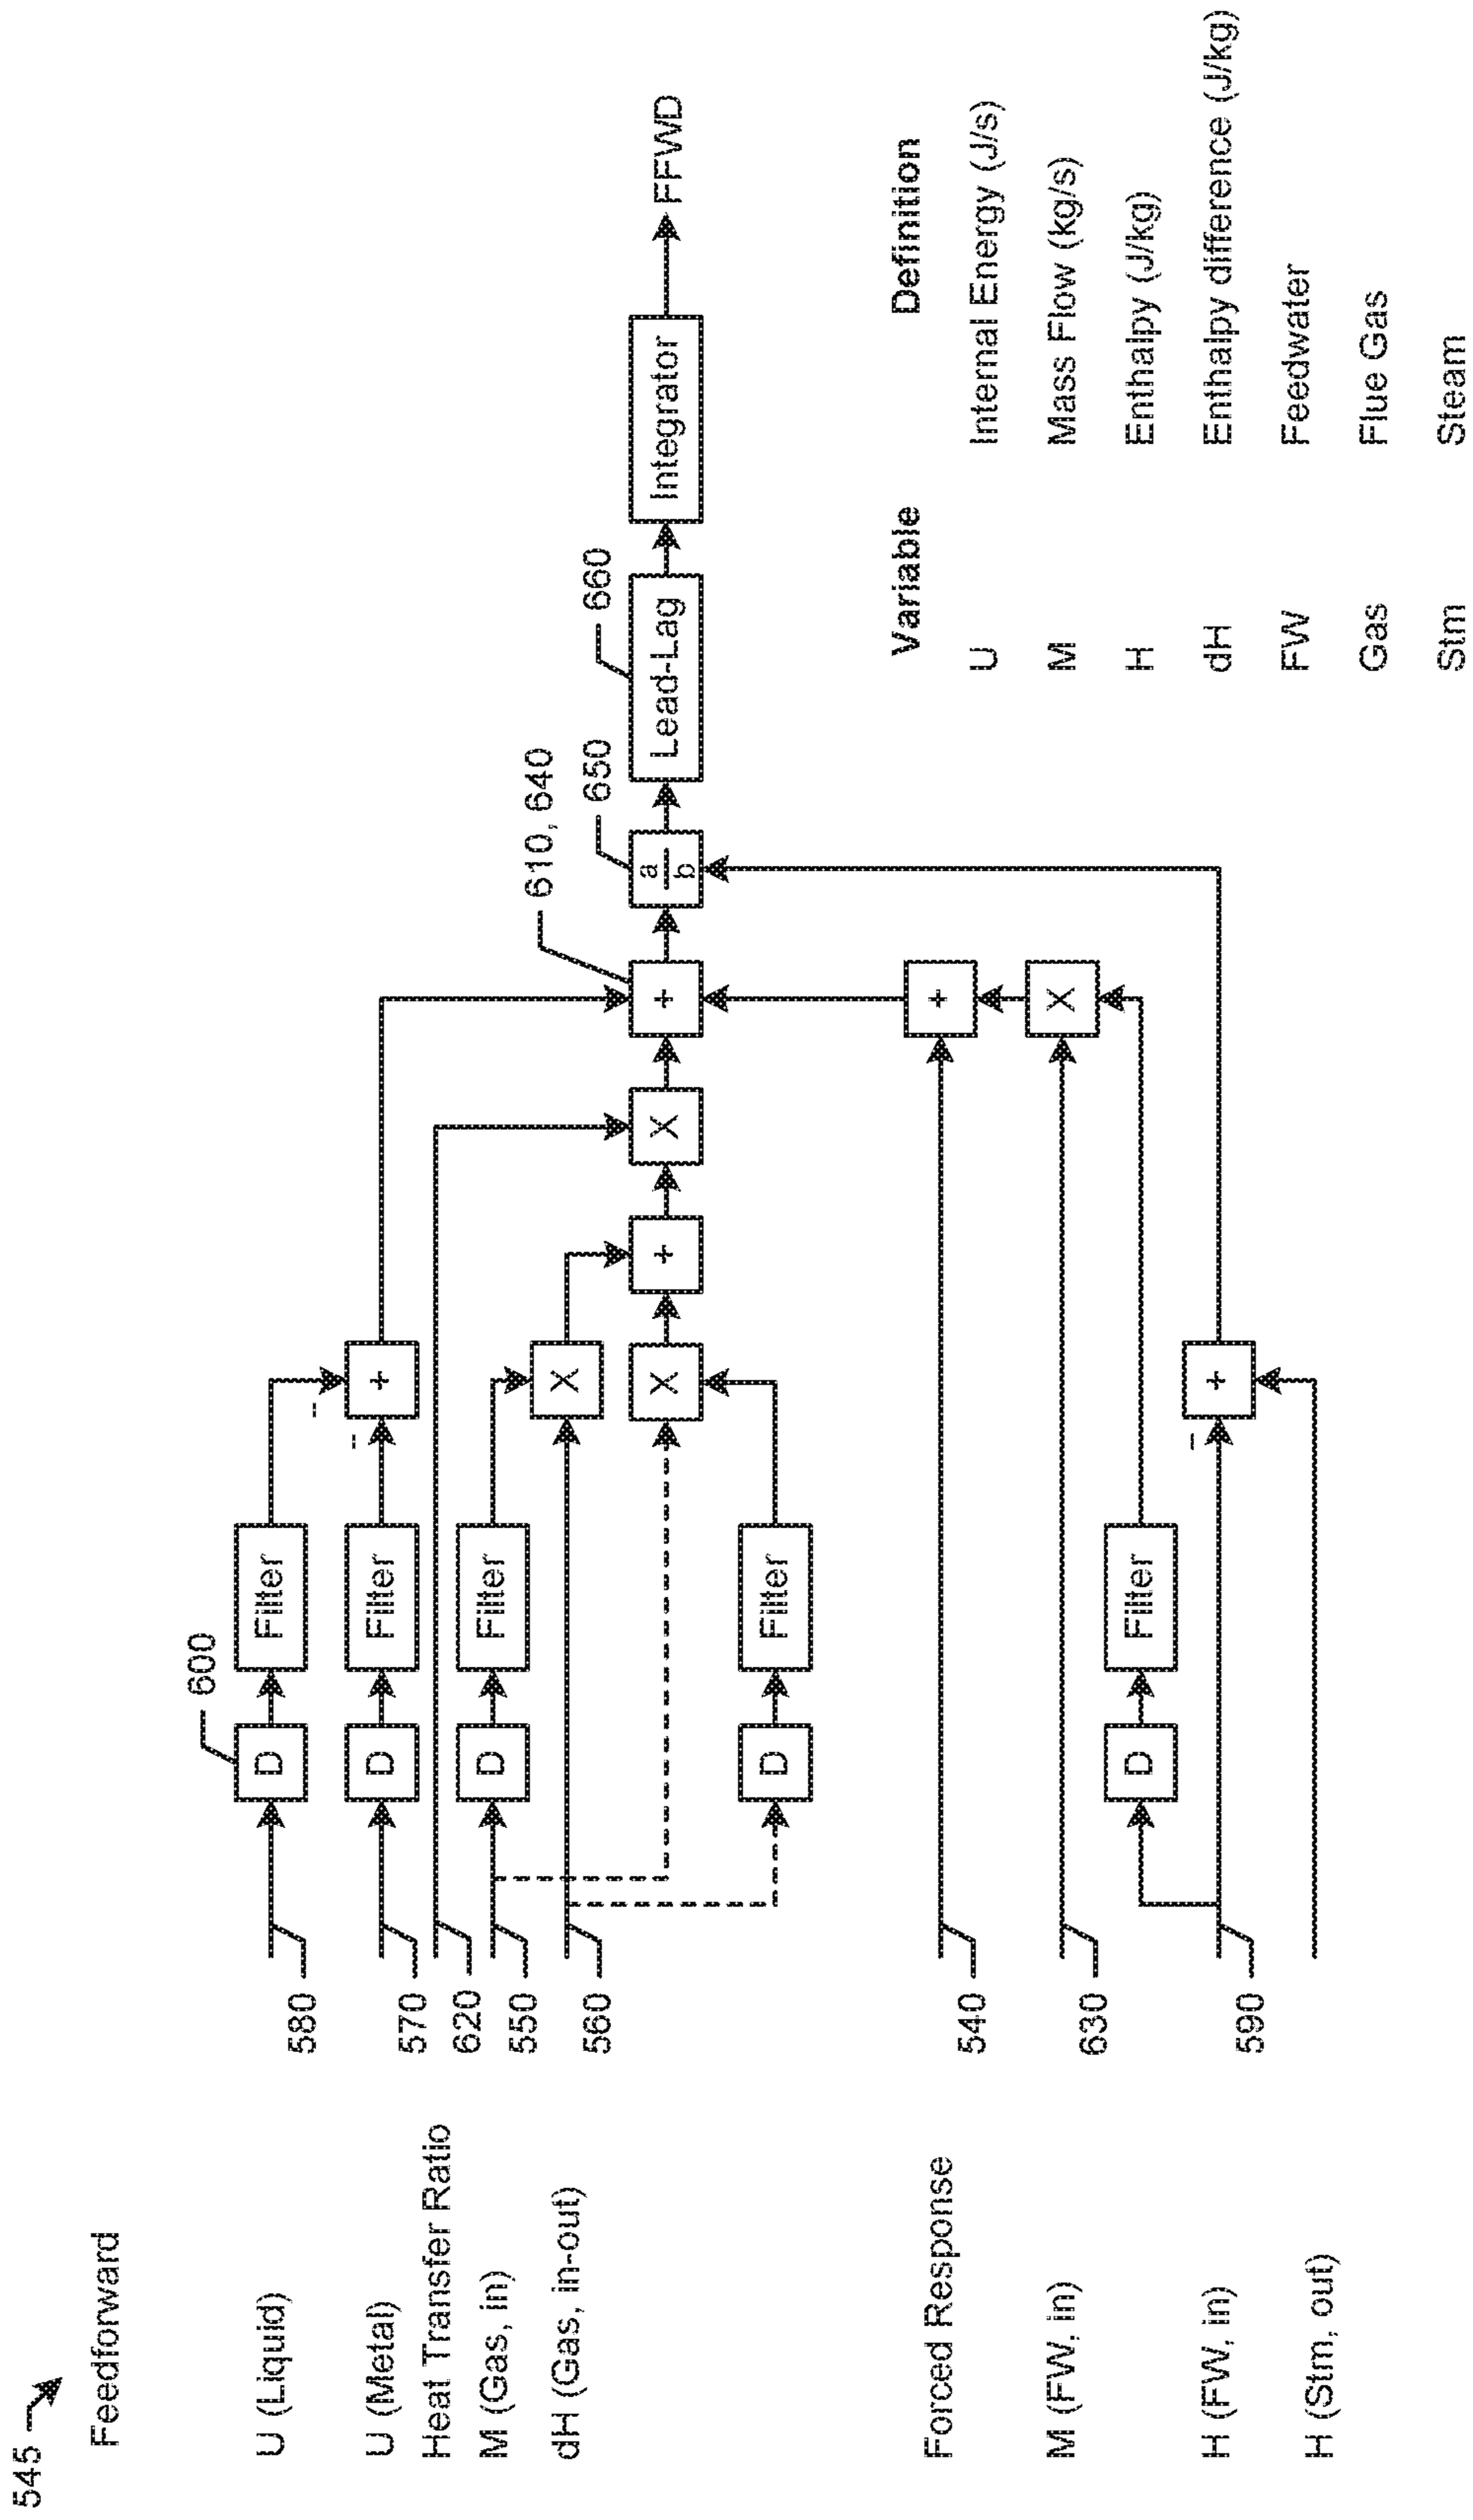 545
Feedforward
U (Liquid)
580
D
600
Filter
–
U (Metal)
570
D
Filter
–
+
Heat Transfer Ratio
620
M (Gas, in)
550
D
Filter
dH (Gas, in-out)
560
X
X
+
X
+
610, 640
a
b
650
Lead-Lag
660
Integrator
FFWD
D
Filter
Forced Response
540
+
M (FW, in)
630
X
D
Filter
H (FW, in)
590
–
+
H (Stm, out)
Variable Definition
U Internal Energy (J/s)
M Mass Flow (kg/s)
H Enthalpy (J/kg)
dH Enthalpy difference (J/kg)
FW Feedwater
Gas Flue Gas
Stm Steam